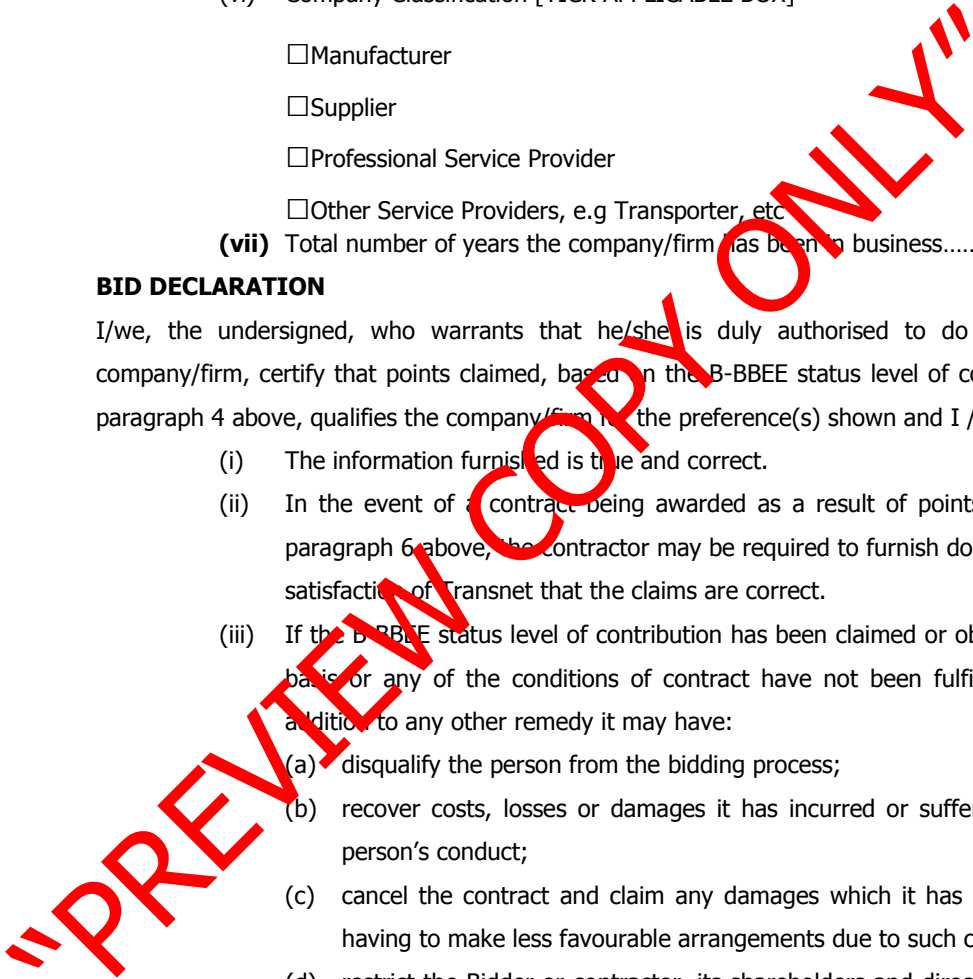 (vi) Company Classification [TICK APPLICABLE BOX]
☐Manufacturer
☐Supplier
☐Professional Service Provider
☐Other Service Providers, e.g Transporter, etc
(vii) Total number of years the company/firm has been in business.....
BID DECLARATION
I/we, the undersigned, who warrants that he/she is duly authorised to do
company/firm, certify that points claimed, based on the B-BBEE status level of
paragraph 4 above, qualifies the company/firm for the preference(s) shown and I /
(i) The information furnished is true and correct.
(ii) In the event of a contract being awarded as a result of points
paragraph 6 above, the contractor may be required to furnish
satisfaction of Transnet that the claims are correct.
(iii) If the B-BBEE status level of contribution has been claimed or
basis or any of the conditions of contract have not been
addition to any other remedy it may have:
(a) disqualify the person from the bidding process;
(b) recover costs, losses or damages it has incurred or
person's conduct;
(c) cancel the contract and claim any damages which it has
having to make less favourable arrangements due to such
(d) restrict the Bidder or contractor, its shareholders and
"PREVIEW COPY ONLY"